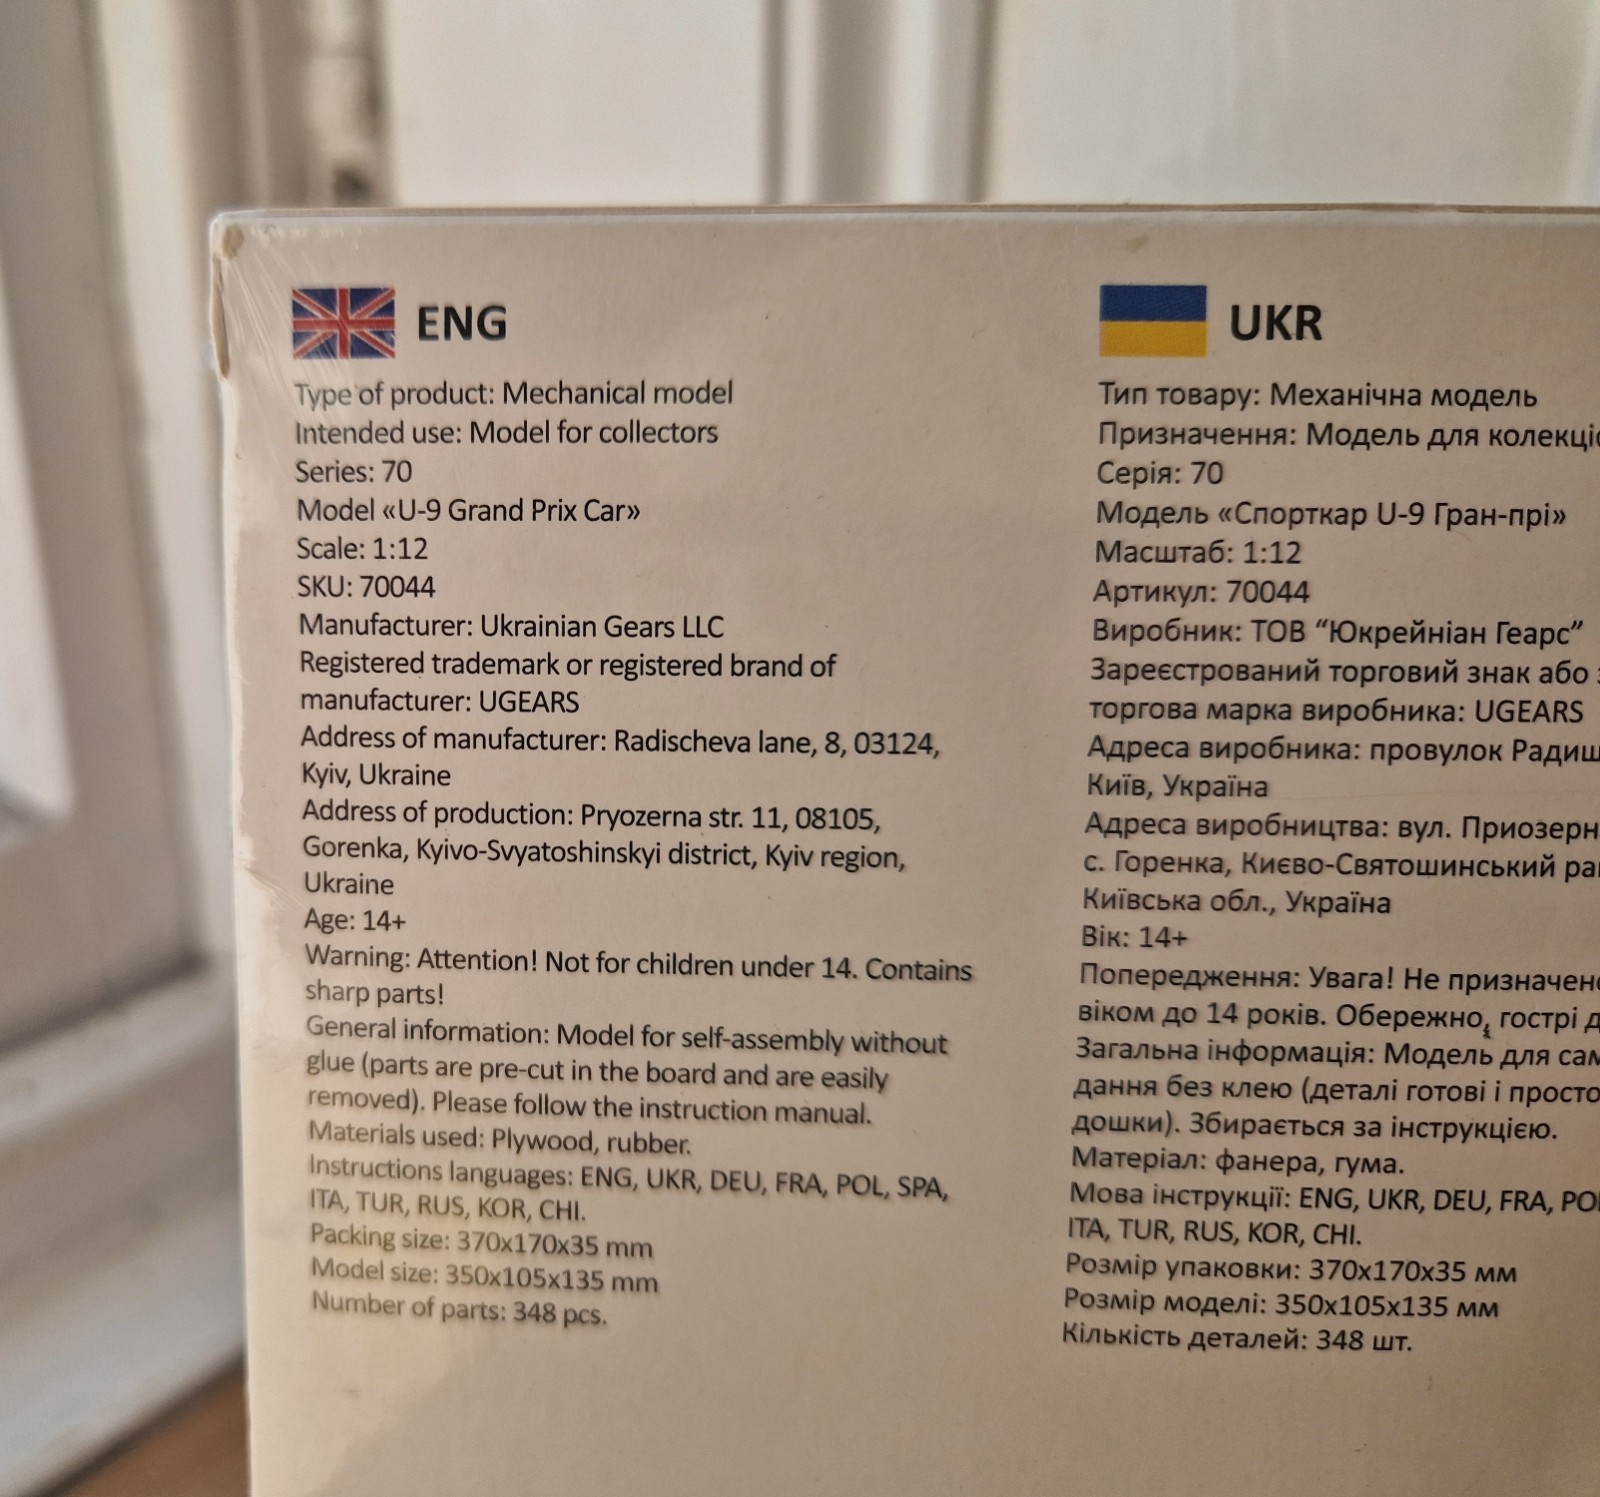 ENG
Type of product: Mechanical model
Intended use: Model for collectors
Series: 70
Model «U-9 Grand Prix Car»
Scale: 1:12
SKU: 70044
Manufacturer: Ukrainian Gears LLC
Registered trademark or registered brand of
manufacturer: UGEARS
Address of manufacturer: Radischeva lane, 8, 03124,
Kyiv, Ukraine
Address of production: Pryozerna str. 11, 08105,
Gorenka, Kyivo-Svyatoshinskyi district, Kyiv region,
Ukraine
Age: 14+
Warning: Attention! Not for children under 14. Contains
sharp parts!
General information: Model for self-assembly without
glue (parts are pre-cut in the board and are easily
removed). Please follow the instruction manual.
Materials used: Plywood, rubber.
Instructions languages: ENG, UKR, DEU, FRA, POL, SPA,
ITA, TUR, RUS, KOR, CHI.
Packing size: 370x170x35 mm
Model size: 350x105x135 mm
Number of parts: 348 pcs.
UKR
Тип товару: Механічна модель
Призначення: Модель для
Серія: 70
Модель «Спорткар U-9 Гран-прі»
Масштаб: 1:12
Артикул: 70044
Виробник: ТОВ “Юкрейніан Геарс”
Зареєстрований торговий знак або
торгова марка виробника: UGEARS
Адреса виробника: провулок
Київ, Україна
Адреса виробництва: вул.
с. Горенка, Києво-Святошинський
Київська обл., Україна
Вік: 14+
Попередження: Увага! Не
віком до 14 років. Обережно, гострі
Загальна інформація: Модель для
дання без клею (деталі готові і просто
дошки). Збирається за інструкцією.
Матеріал: фанера, гума.
Мова інструкції: ENG, UKR, DEU, FRA,
ITA, TUR, RUS, KOR, CHI.
Розмір упаковки: 370x170x35 мм
Розмір моделі: 350x105x135 мм
Кількість деталей: 348 шт.